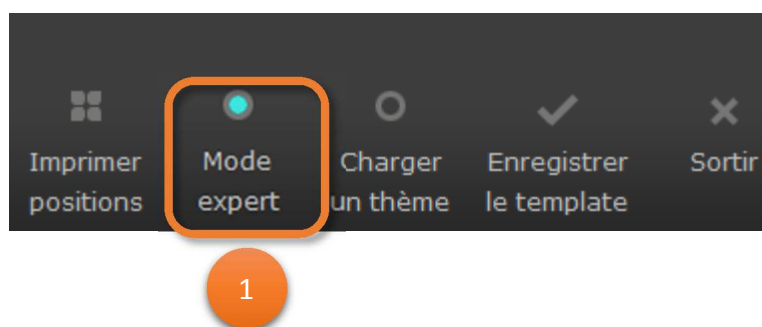 Imprimer Mode Charger Enregistrer Sortir
positions expert un thème le template
1